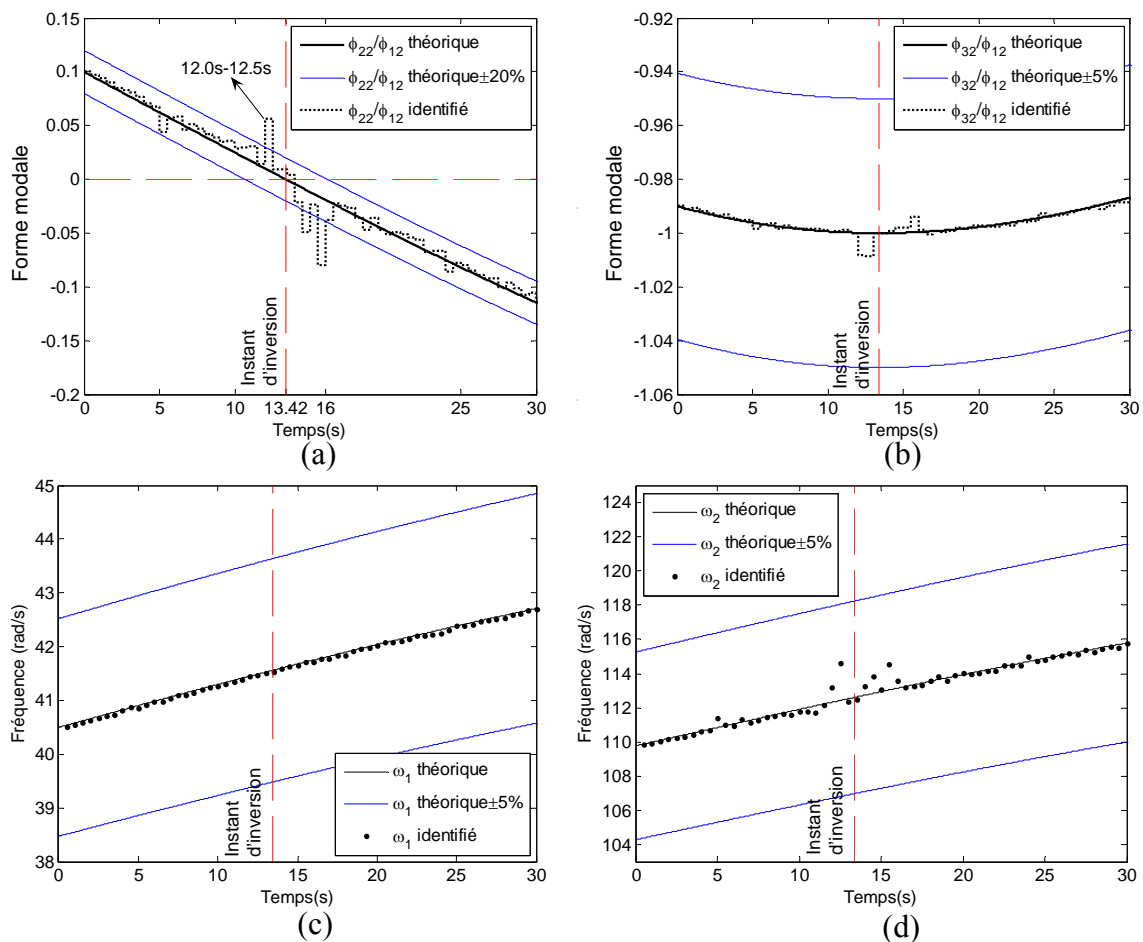 0.15
0.1
0.05
0
-0.05
-0.1
-0.15
-0.2
Forme modale
12.0s-12.5s
ϕ22/ϕ12 théorique
ϕ22/ϕ12 théorique±20%
ϕ22/ϕ12 identifié
Instant
d'inversion
0 10 13.42 16 25 30
Temps(s)
(a)
-0.92
-0.94
-0.96
-0.98
-1
-1.02
-1.04
-1.06
Forme modale
ϕ32/ϕ12 théorique
ϕ32/ϕ12 théorique±5%
ϕ32/ϕ12 identifié
Instant
d'inversion
0 5 10 15 20 25 30
Temps(s)
(b)
45
44
43
42
41
40
39
38
Fréquence (rad/s)
ω1 théorique
ω1 théorique±5%
ω1 identifié
Instant
d'inversion
0 5 10 15 20 25 30
Temps(s)
(c)
124
120
118
116
114
112
110
108
106
104
Fréquence (rad/s)
ω2 théorique
ω2 théorique±5%
ω2 identifié
Instant
d'inversion
0 5 10 15 20 25 30
Temps(s)
(d)